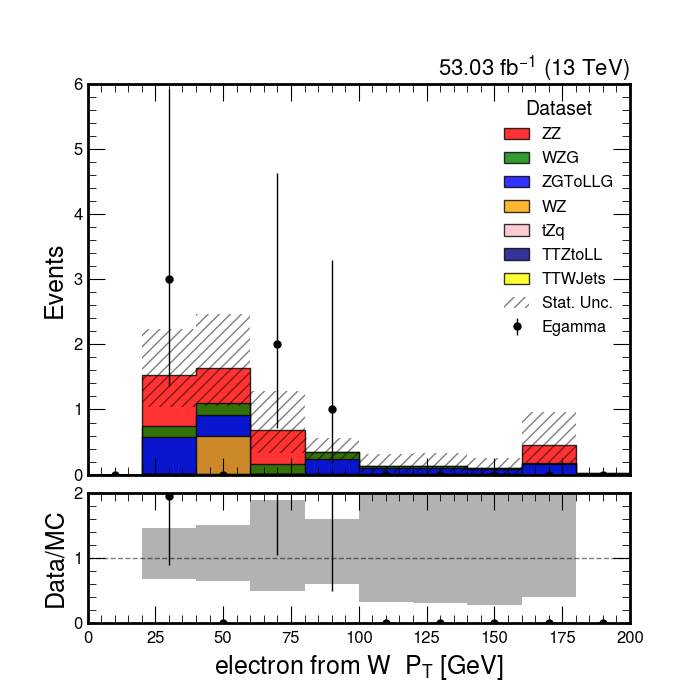 53.03 fb⁻¹ (13 TeV)
Events
6
5
4
3
2
1
0
Dataset
ZZ
WZG
ZGToLLG
WZ
tZq
TTZtoLL
TTWJets
Stat. Unc.
Egamma
Data/MC
2
1
0
0 25 50 75 100 125 150 175 200
electron from W P_T [GeV]